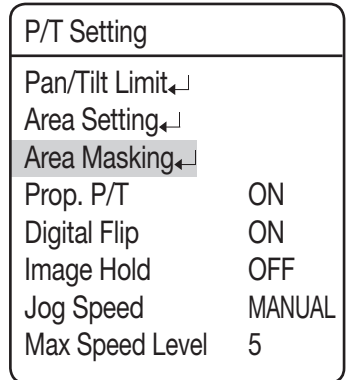 P/T Setting
Pan/Tilt Limit↵
Area Setting↵
Area Masking↵
Prop. P/T ON
Digital Flip ON
Image Hold OFF
Jog Speed MANUAL
Max Speed Level 5